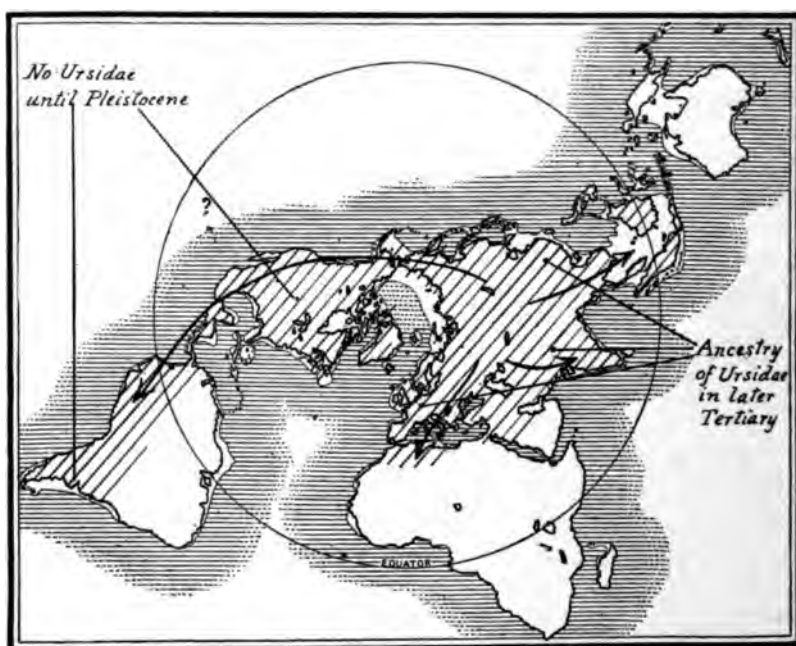 No Ursidae
until Pleistocene
?
Ancestry
of Ursidae
in later
Tertiary
EQUATOR